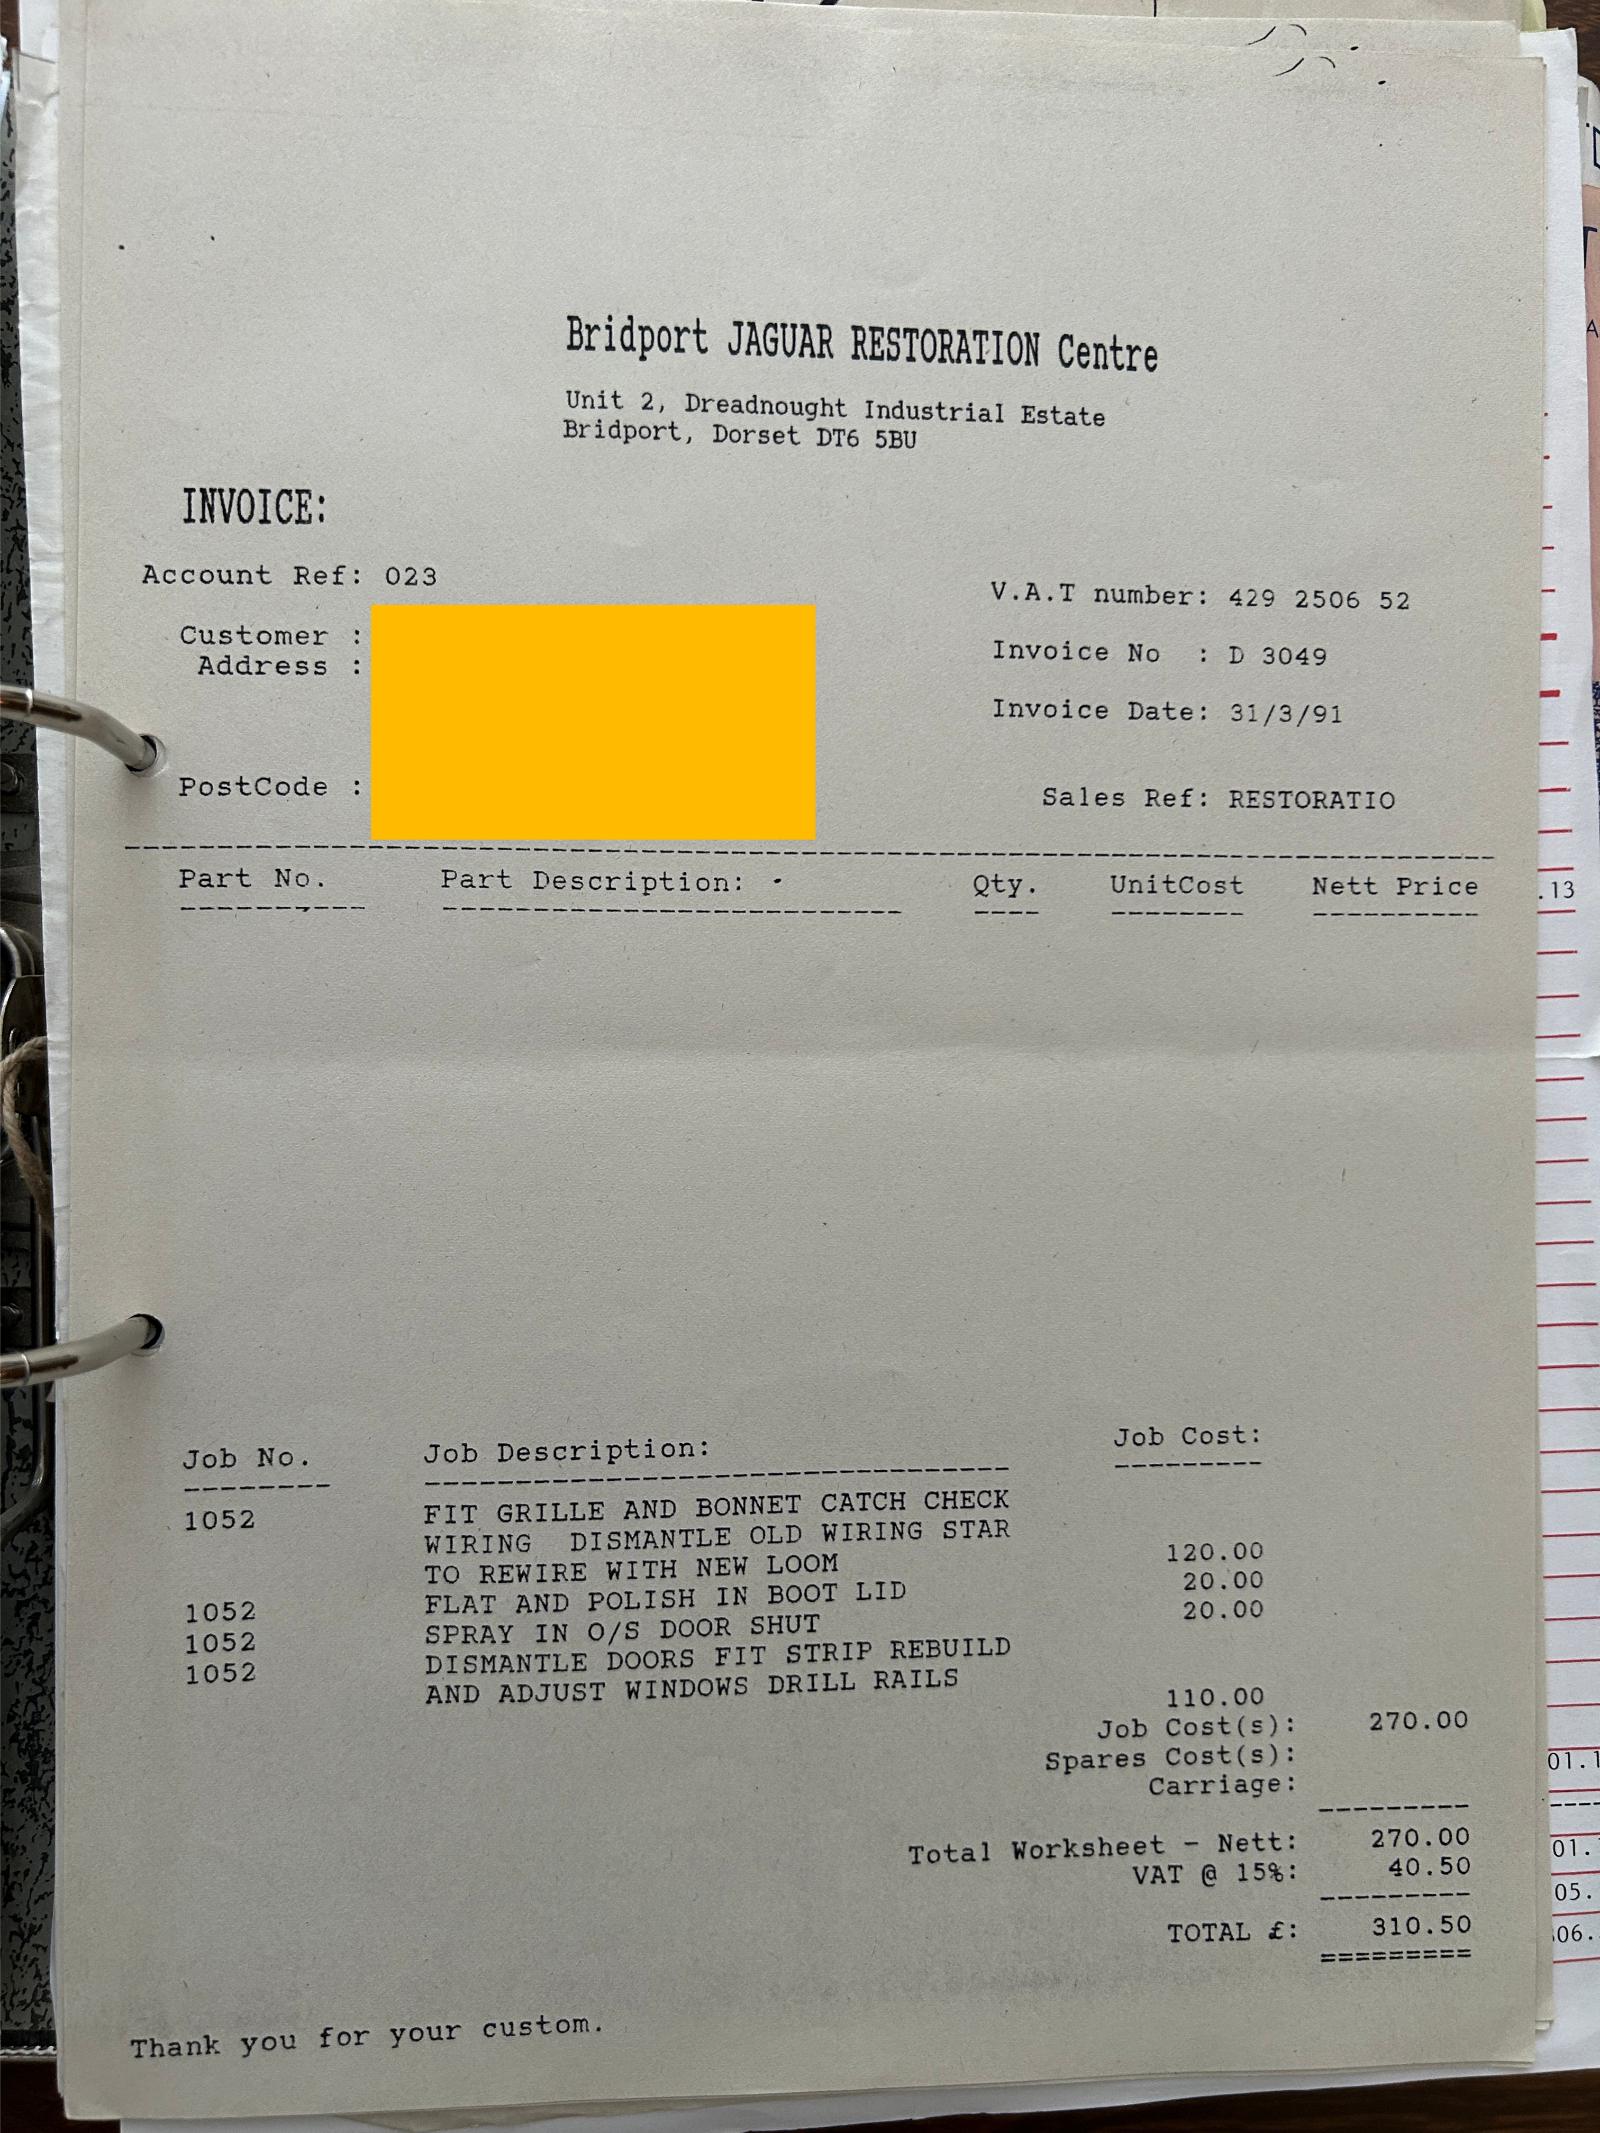 Bridport JAGUAR RESTORATION Centre
Unit 2, Dreadnought Industrial Estate
Bridport, Dorset DT6 5BU
INVOICE:
Account Ref: 023
V.A.T number: 429 2506 52
Customer :
Address :
Invoice No : D 3049
Invoice Date: 31/3/91
PostCode :
Sales Ref: RESTORATIO
Part No. Part Description: Qty. UnitCost Nett Price
.13
Job No. Job Description: Job Cost:
1052 FIT GRILLE AND BONNET CATCH CHECK
WIRING DISMANTLE OLD WIRING STAR
TO REWIRE WITH NEW LOOM 120.00
1052 FLAT AND POLISH IN BOOT LID 20.00
1052 SPRAY IN O/S DOOR SHUT 20.00
1052 DISMANTLE DOORS FIT STRIP REBUILD
AND ADJUST WINDOWS DRILL RAILS 110.00
Job Cost(s): 270.00
Spares Cost(s):
Carriage:
Total Worksheet - Nett: 270.00
VAT @ 15%: 40.50
TOTAL £: 310.50
Thank you for your custom.